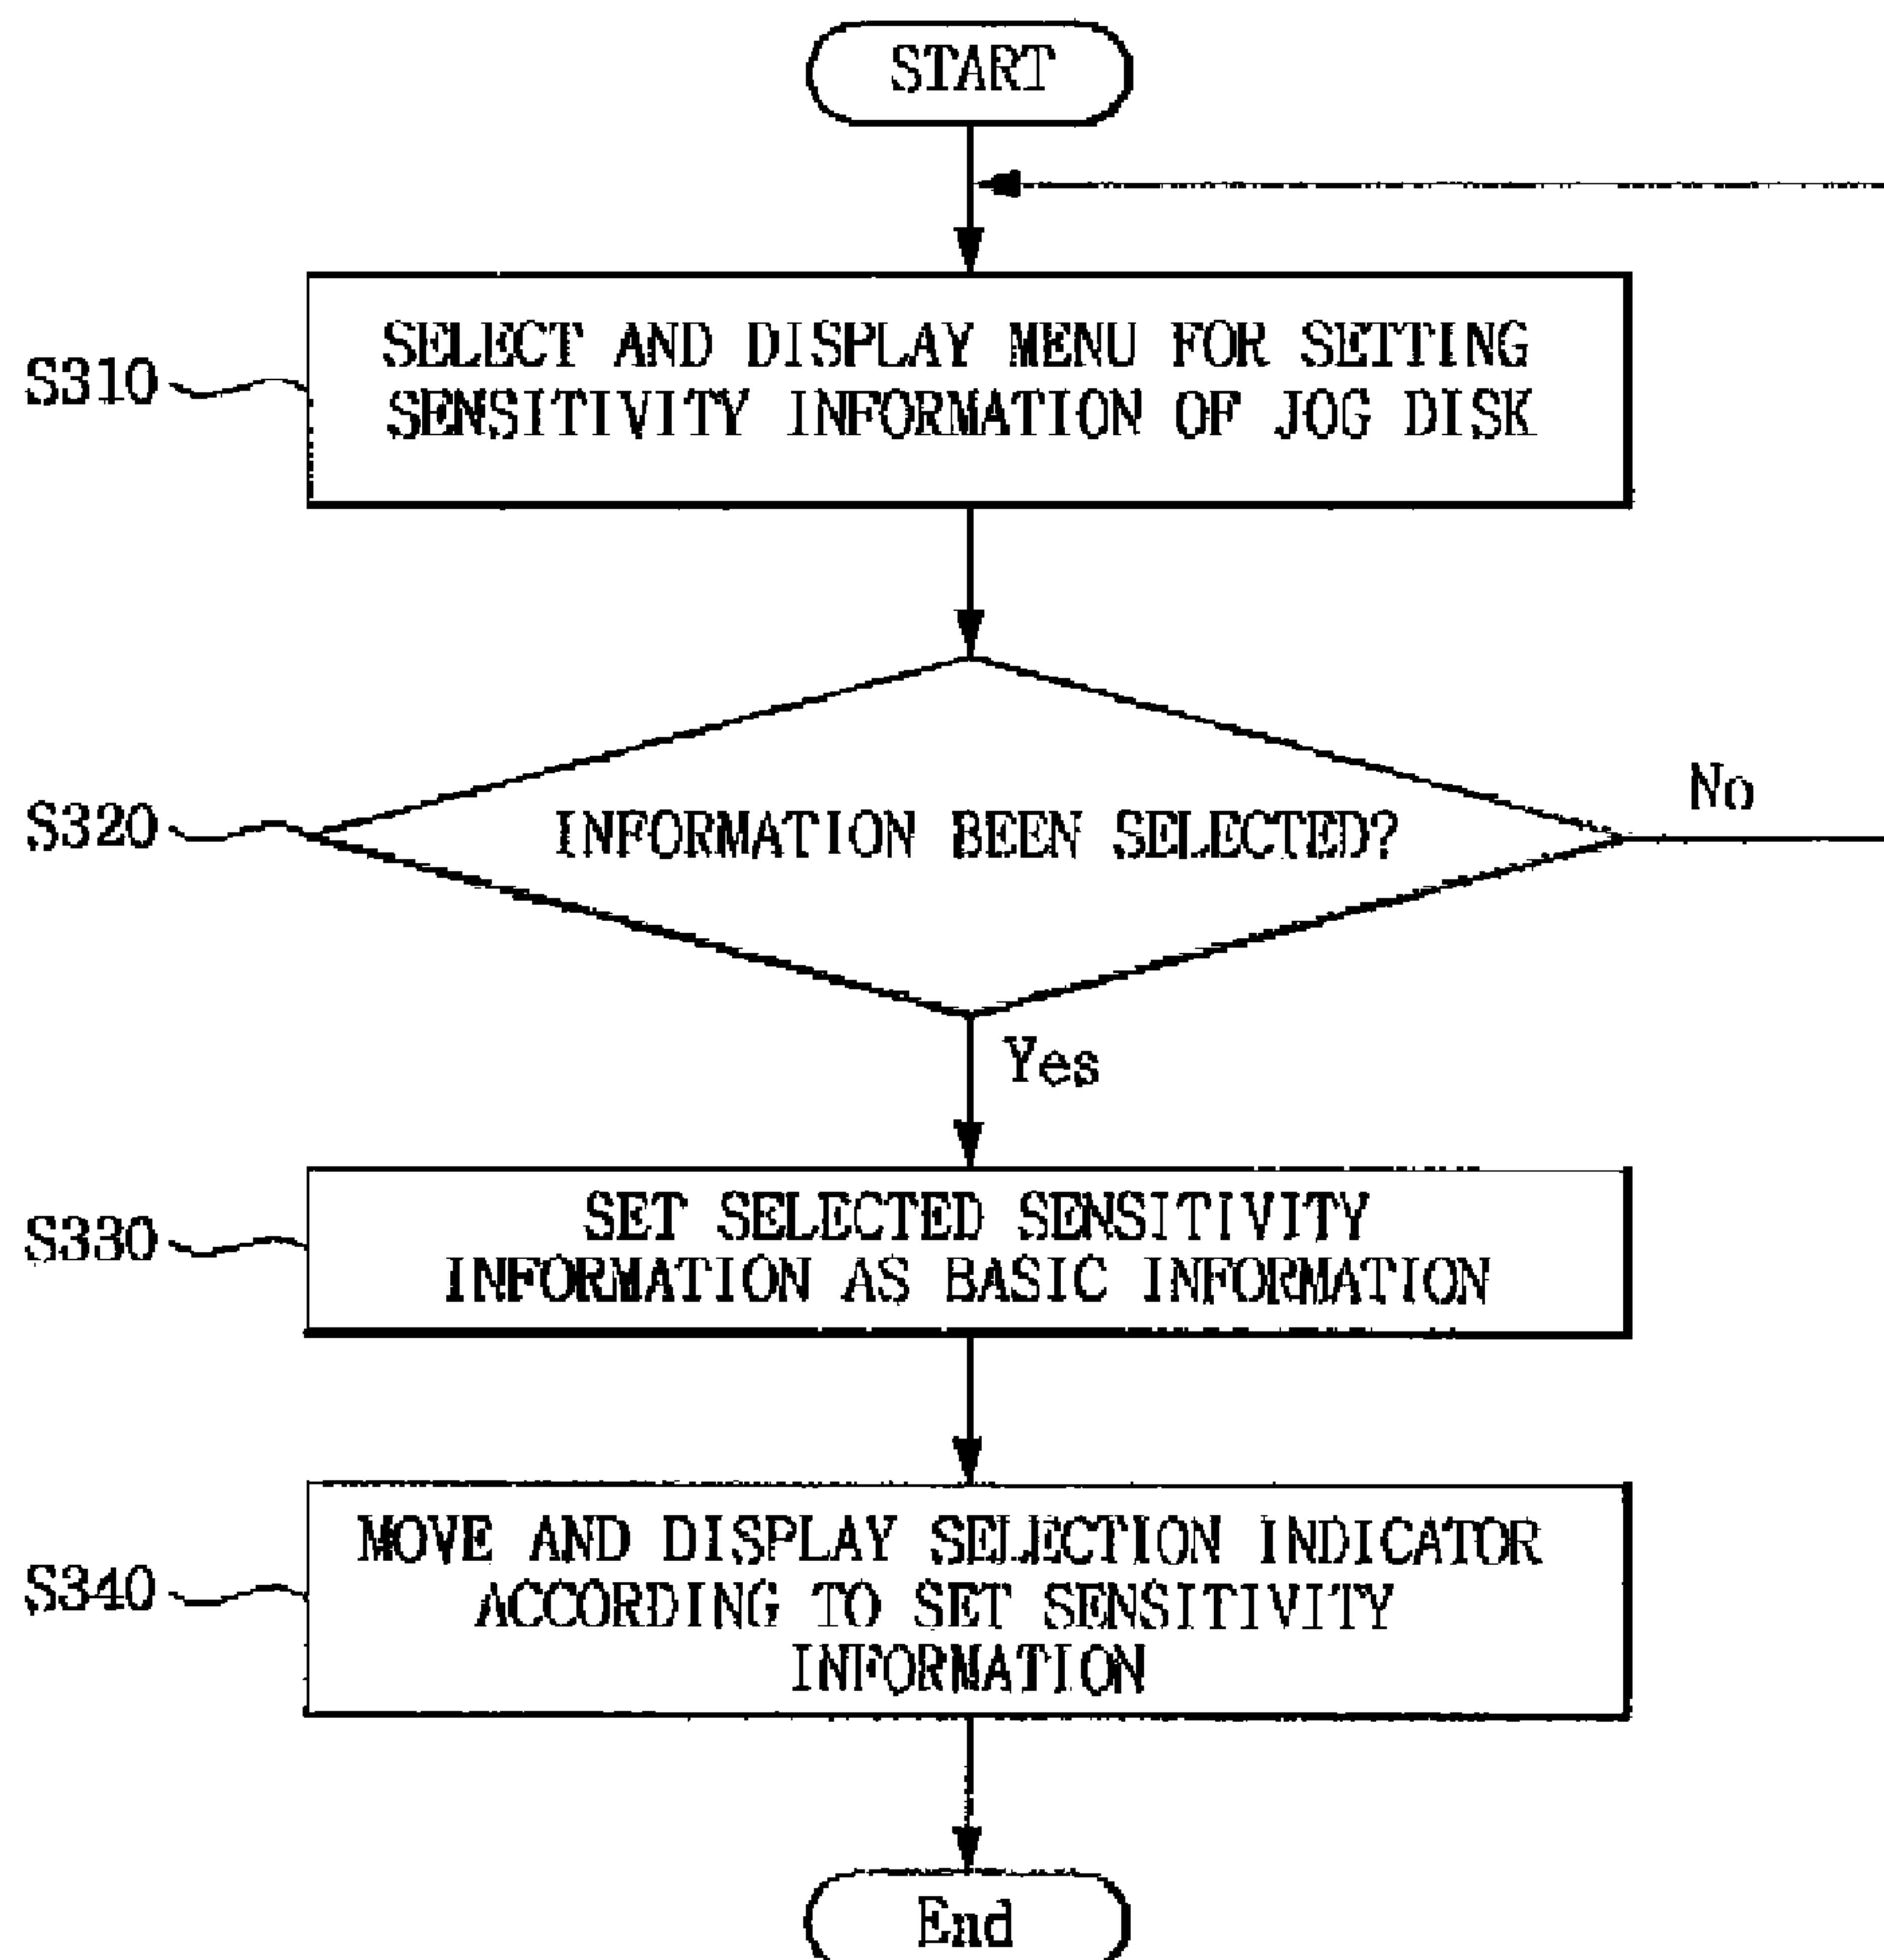 START
S310
SELECT AND DISPLAY MENU FOR SETTING
SENSITIVITY INFORMATION OF JOG DISK
S320
INFORMATION BEEN SELECTED?
No
Yes
S330
SET SELECTED SENSITIVITY
INFORMATION AS BASIC INFORMATION
S340
MOVE AND DISPLAY SELECTION INDICATOR
ACCORDING TO SET SENSITIVITY
INFORMATION
End